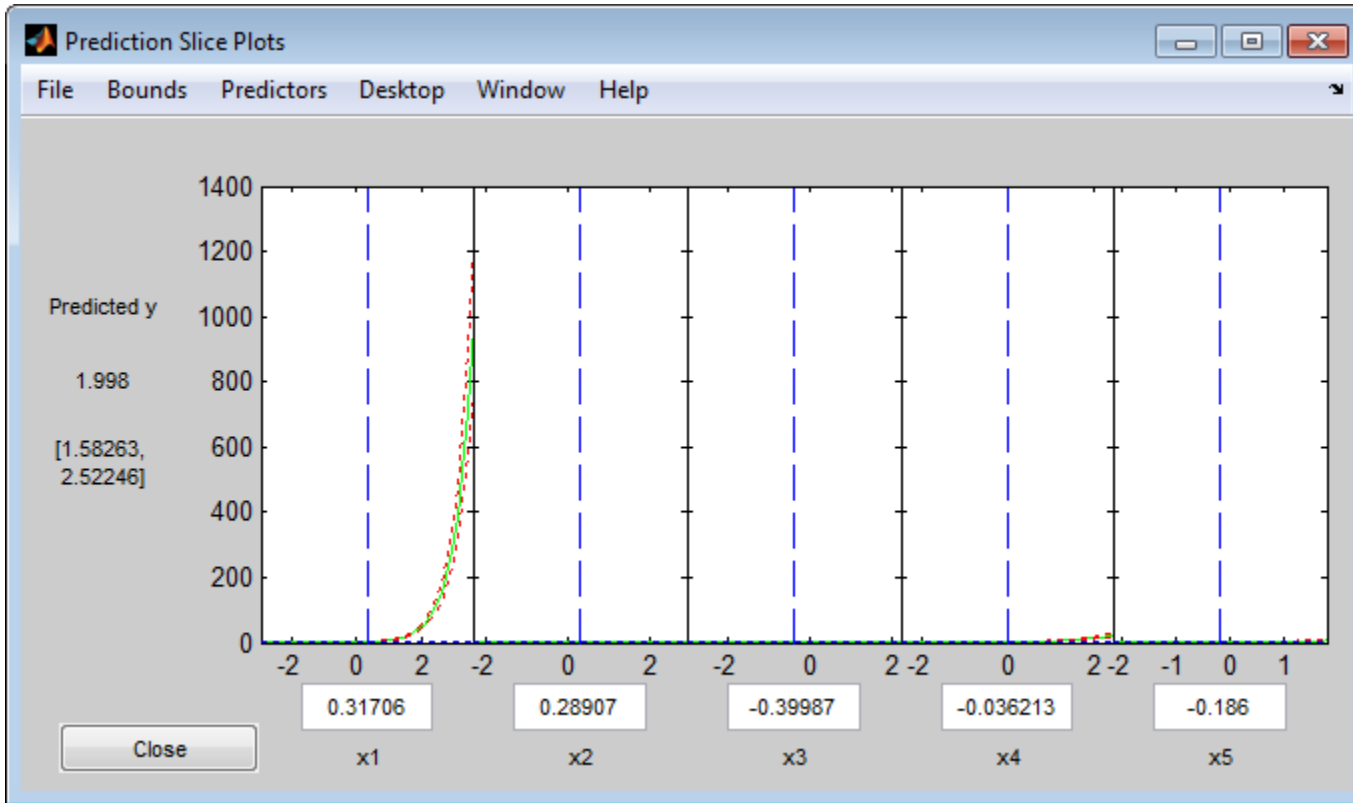 Prediction Slice Plots
File Bounds Predictors Desktop Window Help
Predicted y
1.998
[1.58263,
2.52246]
1400
1200
1000
800
600
400
200
0
-2 0 2 -2 0 2 -2 0 2 -2 0 2 -2 -1 0 1
0.31706 0.28907 -0.39987 -0.036213 -0.186
x1 x2 x3 x4 x5
Close